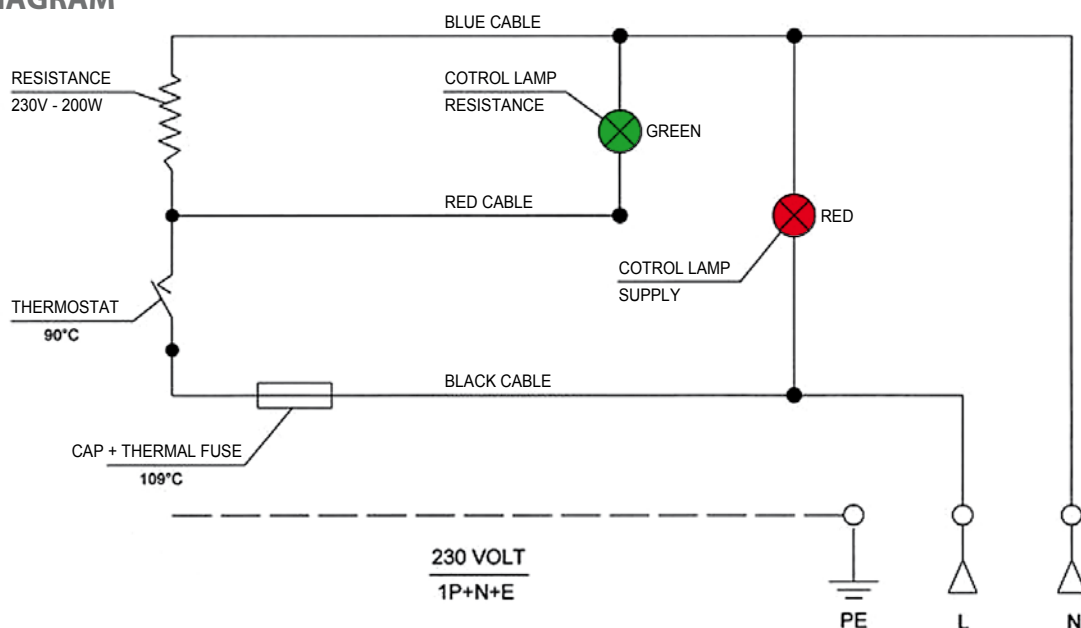 AGRAM
BLUE CABLE
RESISTANCE
230V - 200W
COTROL LAMP
RESISTANCE
GREEN
RED CABLE
RED
COTROL LAMP
SUPPLY
THERMOSTAT
90°C
BLACK CABLE
CAP + THERMAL FUSE
109°C
230 VOLT
1P+N+E
PE
L
N